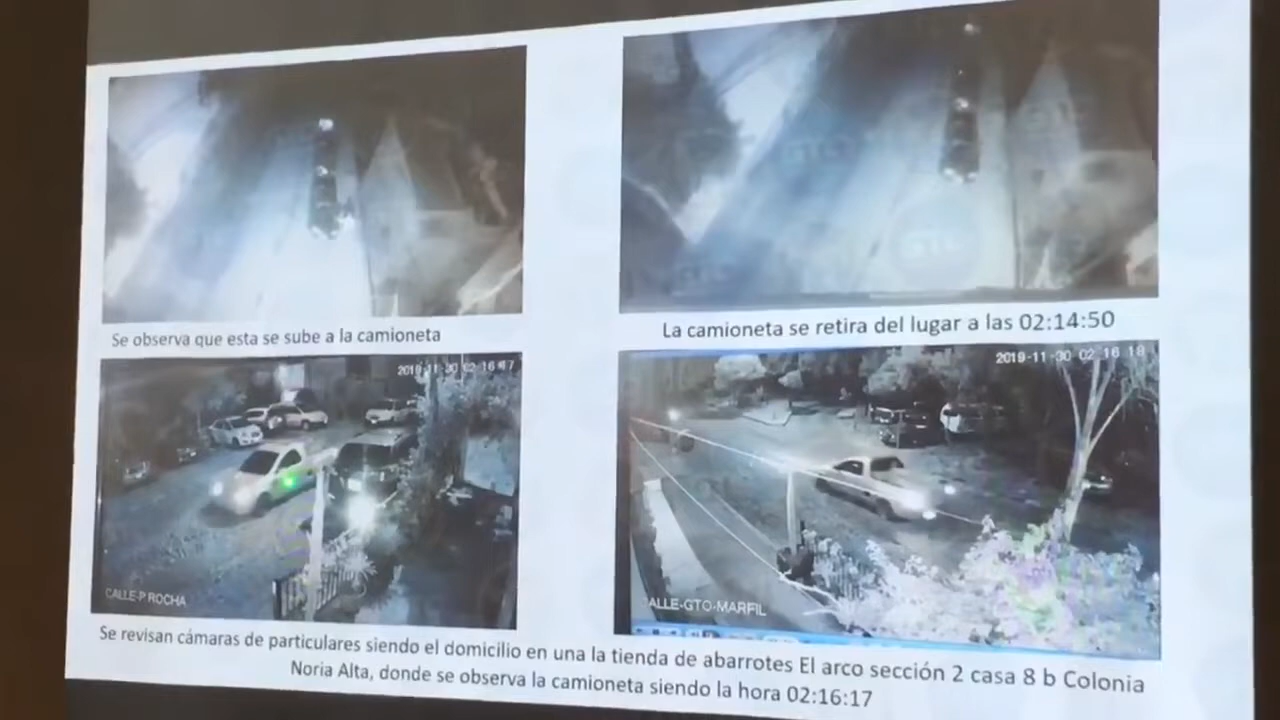 Se observa que esta se sube a la camioneta
La camioneta se retira del lugar a las 02:14:50
2019-11-30 02 16 17
CALLE-P ROCHA
2019-11-30 02 16 18
ALLE-GTO-MARFIL
Se revisan cámaras de particulares siendo el domicilio en una la tienda de abarrotes El arco sección 2 casa 8 b Colonia
Noria Alta, donde se observa la camioneta siendo la hora 02:16:17